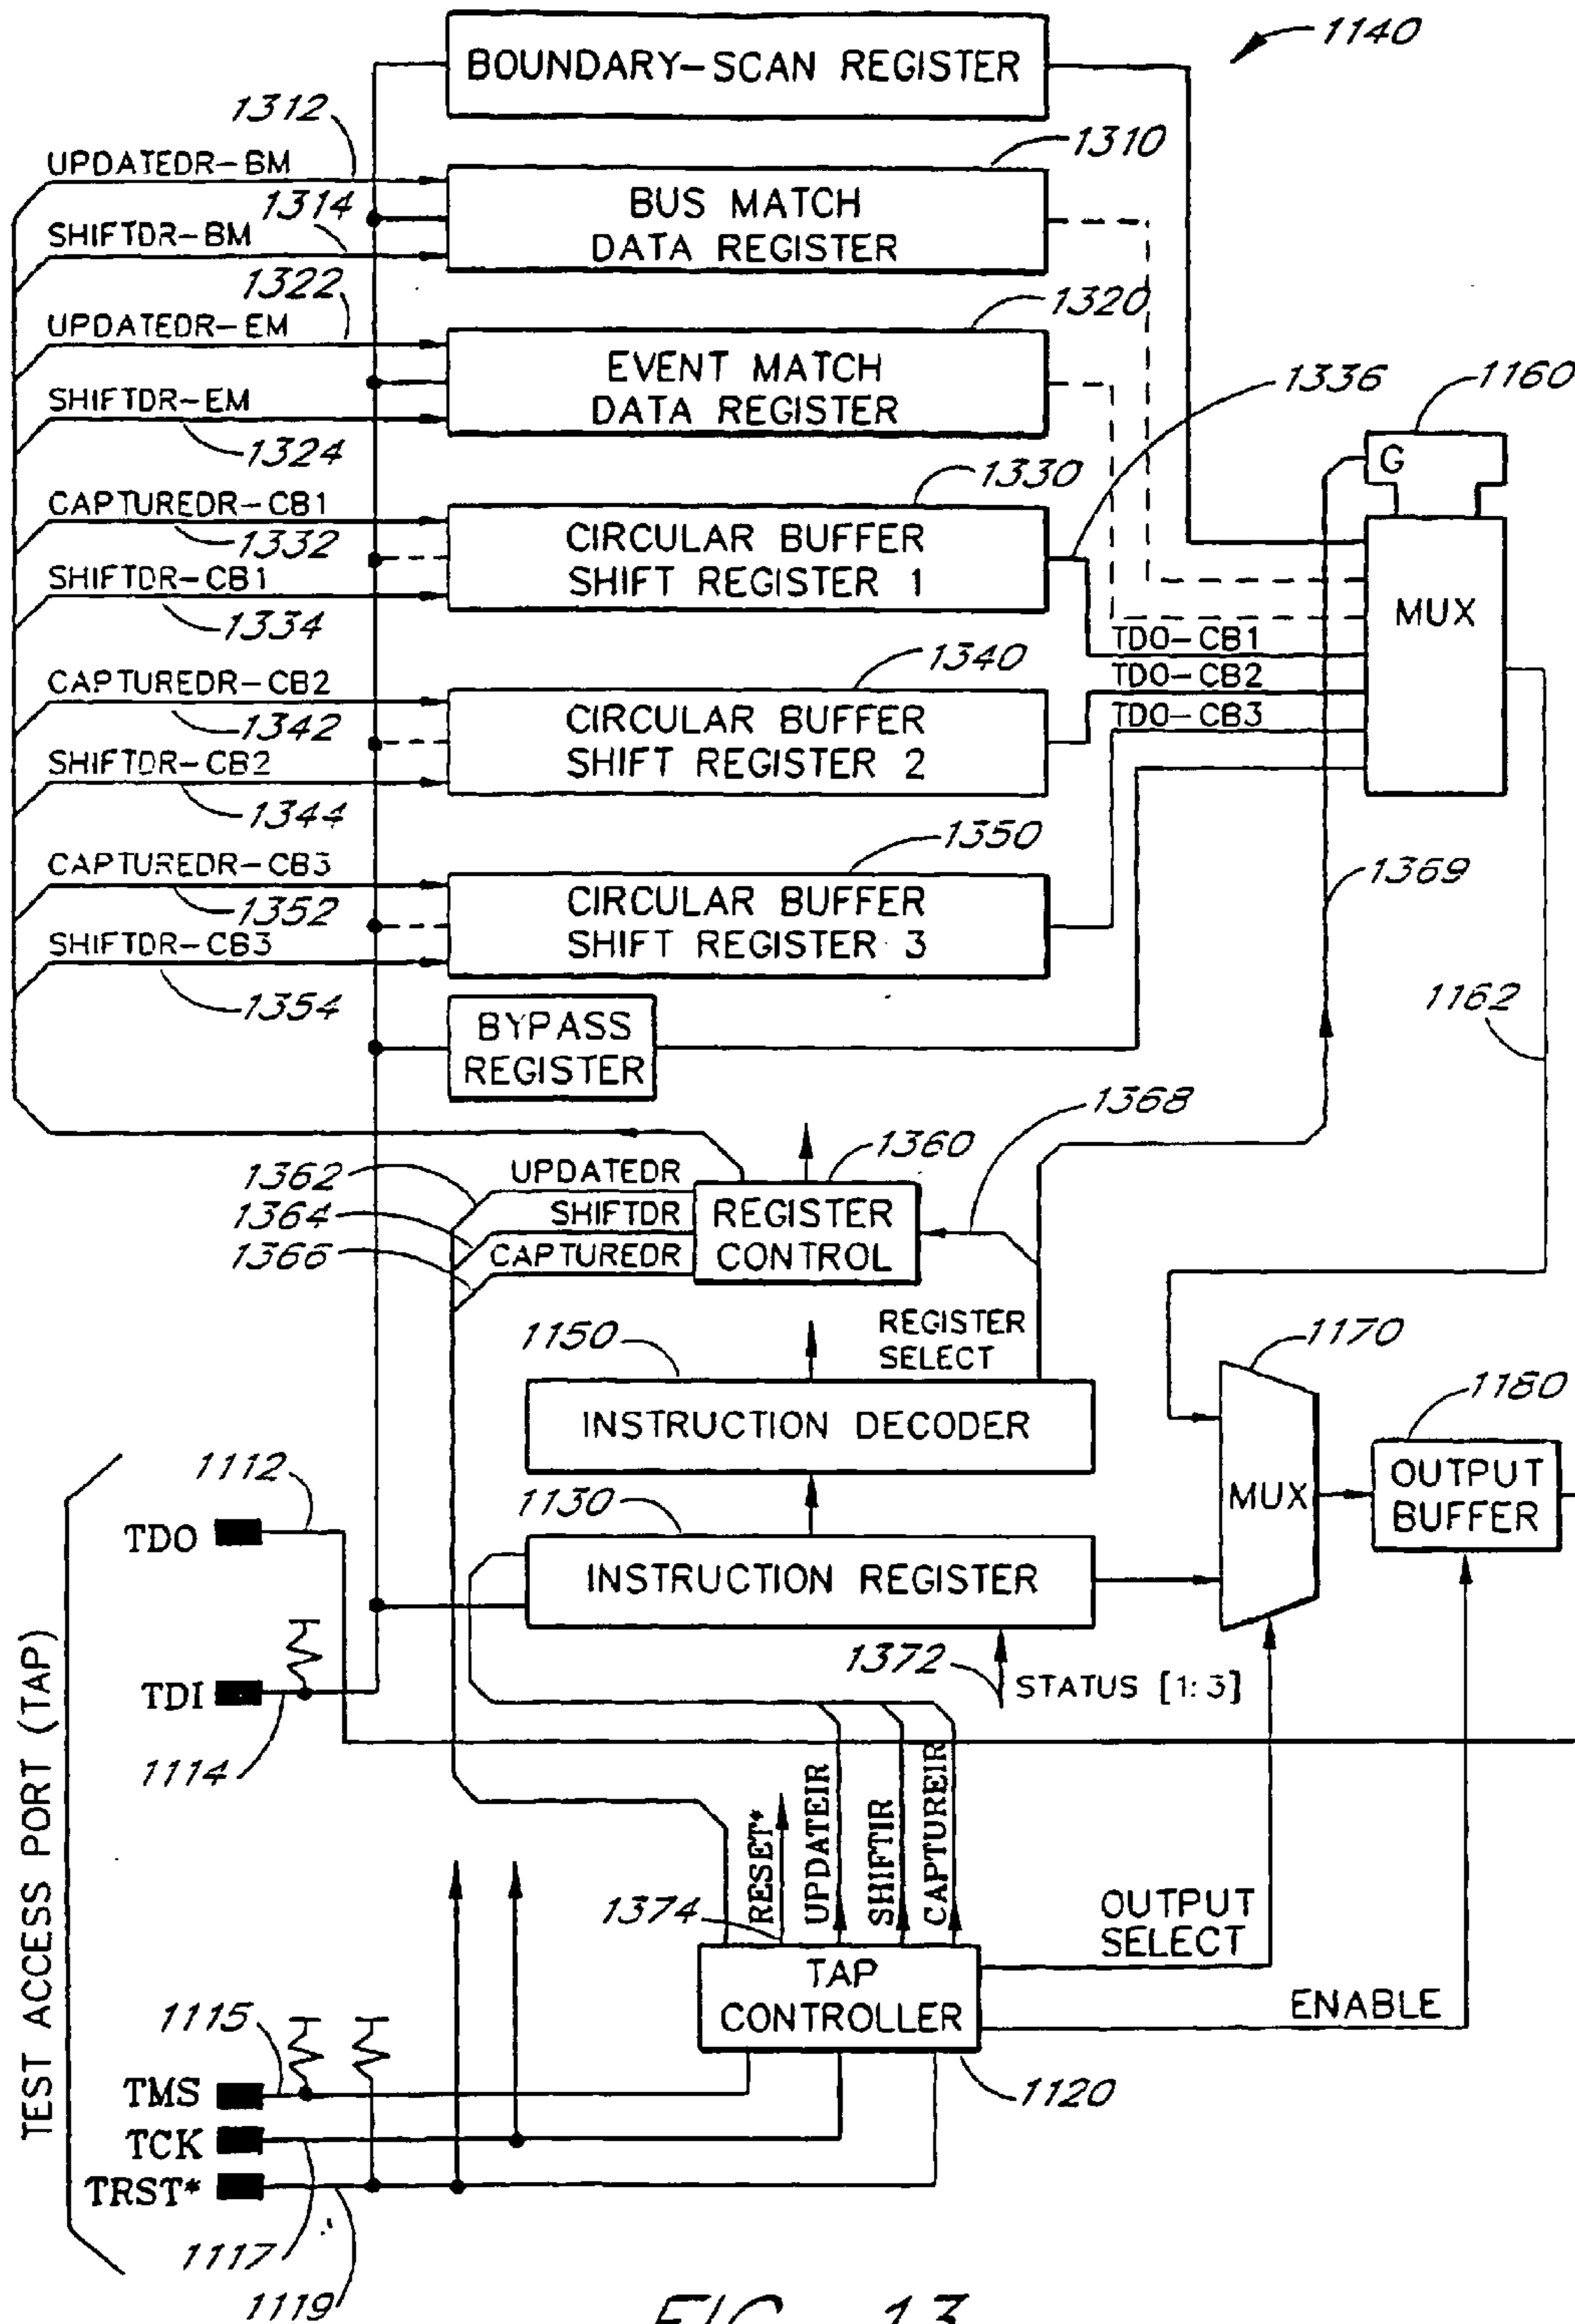 1140
BOUNDARY-SCAN REGISTER
1312
1310
UPDATEDR-BM
BUS MATCH
DATA REGISTER
1314
SHIFTDR-BM
1322
1320
UPDATEDR-EM
EVENT MATCH
DATA REGISTER
1336
1160
SHIFTDR-EM
1324
G
1330
CAPTUREDR-CB1
1332
CIRCULAR BUFFER
SHIFT REGISTER 1
SHIFTDR-CB1
1334
MUX
TDO-CB1
1340
CAPTUREDR-CB2
TDO-CB2
1342
CIRCULAR BUFFER
SHIFT REGISTER 2
TDO-CB3
SHIFTDR-CB2
1344
1350
CAPTUREDR-CB3
1352
CIRCULAR BUFFER
SHIFT REGISTER 3
1369
SHIFTDR-CB3
1354
1162
BYPASS
REGISTER
1368
1360
1362
UPDATEDR
1364
SHIFTDR
1366
CAPTUREDR
REGISTER
CONTROL
REGISTER
SELECT
1150
1170
1180
INSTRUCTION DECODER
1112
TDO
1130
MUX
OUTPUT
BUFFER
INSTRUCTION REGISTER
TEST ACCESS PORT (TAP)
1372
STATUS [1:3]
TDI
1114
RESET*
UPDATEIR
SHIFTIR
CAPTUREIR
1374
OUTPUT
SELECT
TAP
CONTROLLER
ENABLE
1115
1120
TMS
TCK
TRST*
1117
1119
FIG. 13